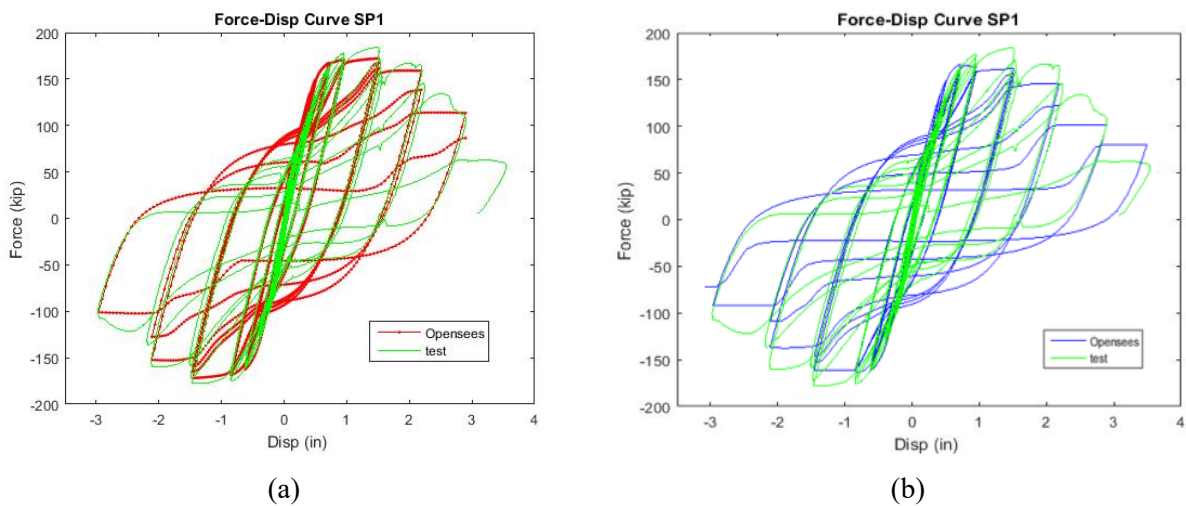 Force-Disp Curve SP1
200
150
100
50
0
-50
-100
-150
-200
Force (kip)
-3 -2 -1 0 1 2 3 4
Disp (in)
Opensees
test
(a)
Force-Disp Curve SP1
200
150
100
50
0
-50
-100
-150
-200
Force (kip)
-3 -2 -1 0 1 2 3 4
Disp (in)
Opensees
test
(b)